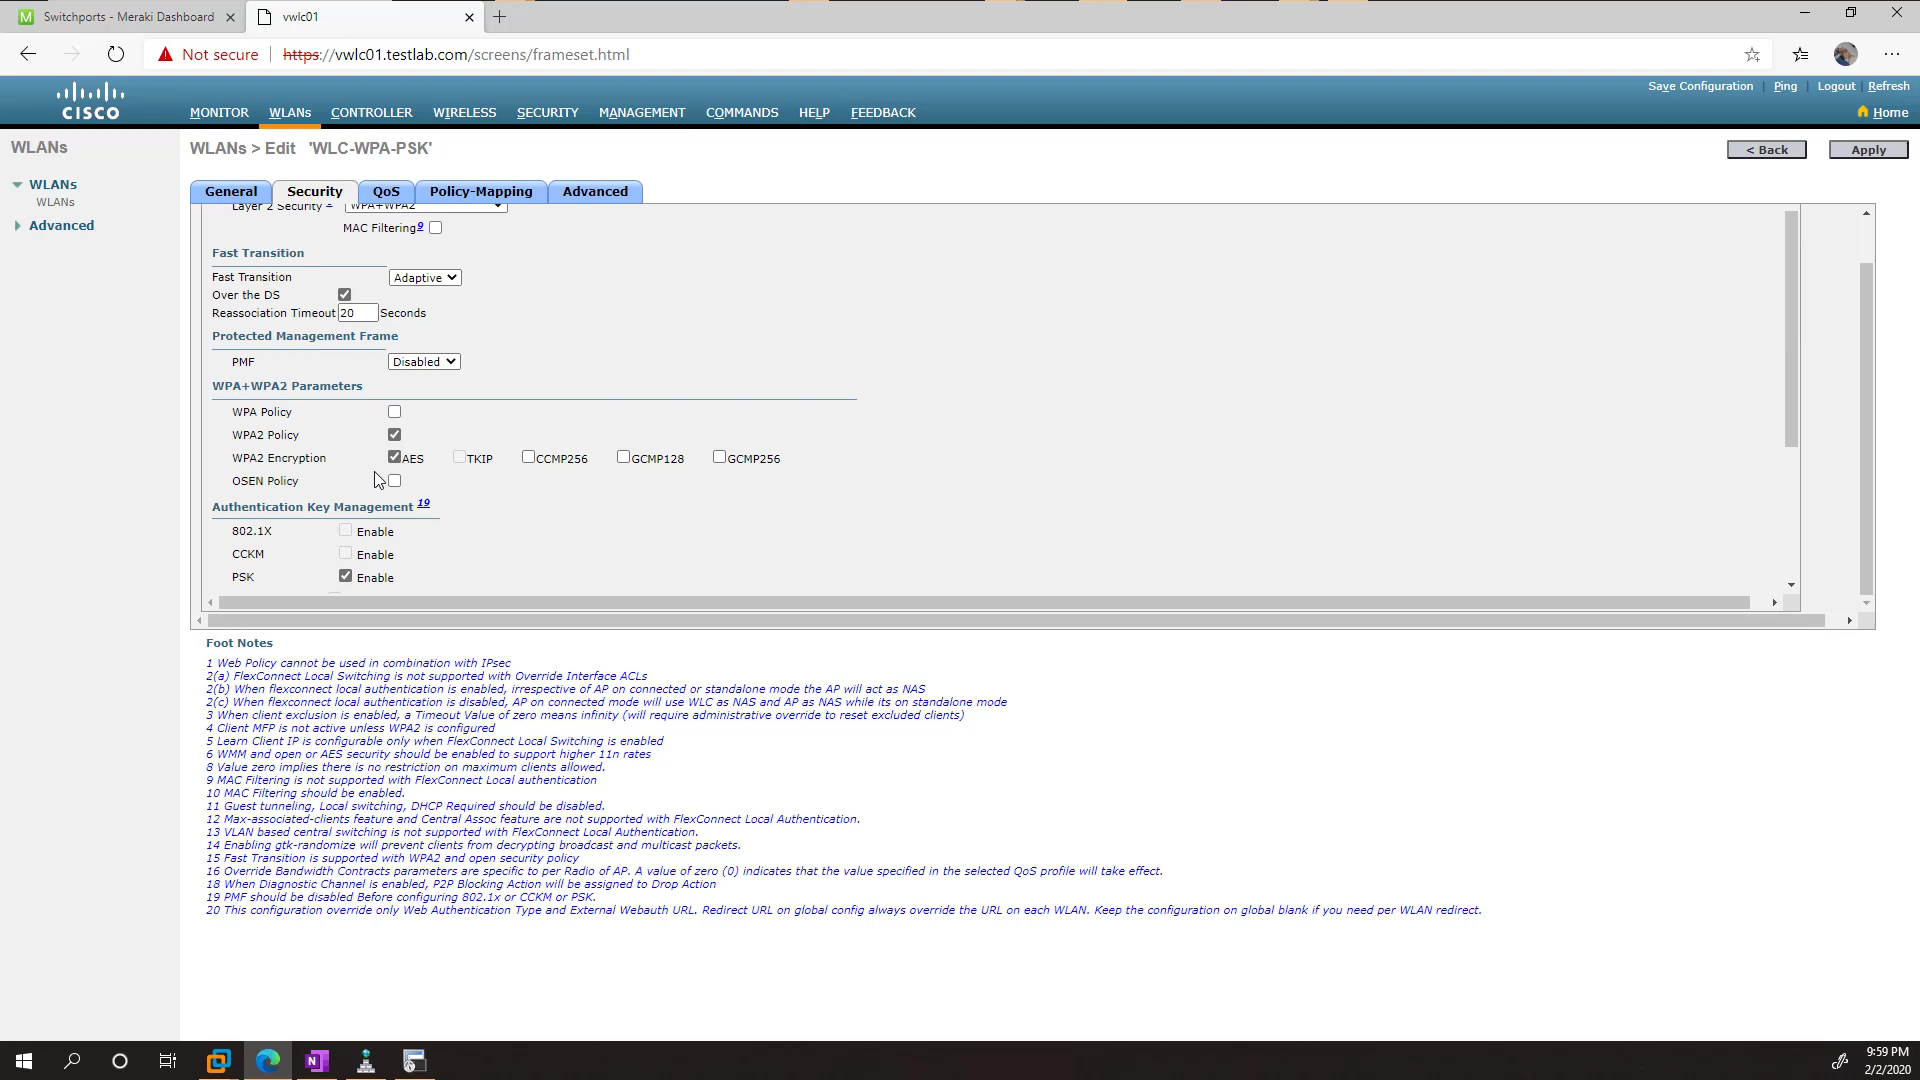 Switchports - Meraki Dashboard
vwlc01
Not secure
https://vwlc01.testlab.com/screens/frameset.html
Save Configuration | Ping | Logout | Refresh
CISCO
MONITOR WLANs CONTROLLER WIRELESS SECURITY MANAGEMENT COMMANDS HELP FEEDBACK
Home
WLANs
WLANs > Edit 'WLC-WPA-PSK'
< Back
Apply
WLANs
WLANs
Advanced
General Security QoS Policy-Mapping Advanced
Layer 2 Security WPA+WPA2
MAC Filtering 9
Fast Transition
Fast Transition Adaptive
Over the DS
Reassociation Timeout 20 Seconds
Protected Management Frame
PMF Disabled
WPA+WPA2 Parameters
WPA Policy
WPA2 Policy
WPA2 Encryption AES TKIP CCMP256 GCMP128 GCMP256
OSEN Policy
Authentication Key Management 19
802.1X Enable
CCKM Enable
PSK Enable
Foot Notes
1 Web Policy cannot be used in combination with IPsec
2(a) FlexConnect Local Switching is not supported with Override Interface ACLs
2(b) When flexconnect local authentication is enabled, irrespective of AP on connected or standalone mode the AP will act as NAS
2(c) When flexconnect local authentication is disabled, AP on connected mode will use WLC as NAS and AP as NAS while its on standalone mode
3 When client exclusion is enabled, a Timeout Value of zero means infinity (will require administrative override to reset excluded clients)
4 Client MFP is not active unless WPA2 is configured
5 Learn Client IP is configurable only when FlexConnect Local Switching is enabled
6 WMM and open or AES security should be enabled to support higher 11n rates
8 Value zero implies there is no restriction on maximum clients allowed.
9 MAC Filtering is not supported with FlexConnect Local authentication
10 MAC Filtering should be enabled.
11 Guest tunneling, Local switching, DHCP Required should be disabled.
12 Max-associated-clients feature and Central Assoc feature are not supported with FlexConnect Local Authentication.
13 VLAN based central switching is not supported with FlexConnect Local Authentication.
14 Enabling gtk-randomize will prevent clients from decrypting broadcast and multicast packets.
15 Fast Transition is supported with WPA2 and open security policy
16 Override Bandwidth Contracts parameters are specific to per Radio of AP. A value of zero (0) indicates that the value specified in the selected QoS profile will take effect.
18 When Diagnostic Channel is enabled, P2P Blocking Action will be assigned to Drop Action
19 PMF should be disabled Before configuring 802.1x or CCKM or PSK.
20 This configuration override only Web Authentication Type and External Webauth URL. Redirect URL on global config always override the URL on each WLAN. Keep the configuration on global blank if you need per WLAN redirect.
9:59 PM
2/2/2020